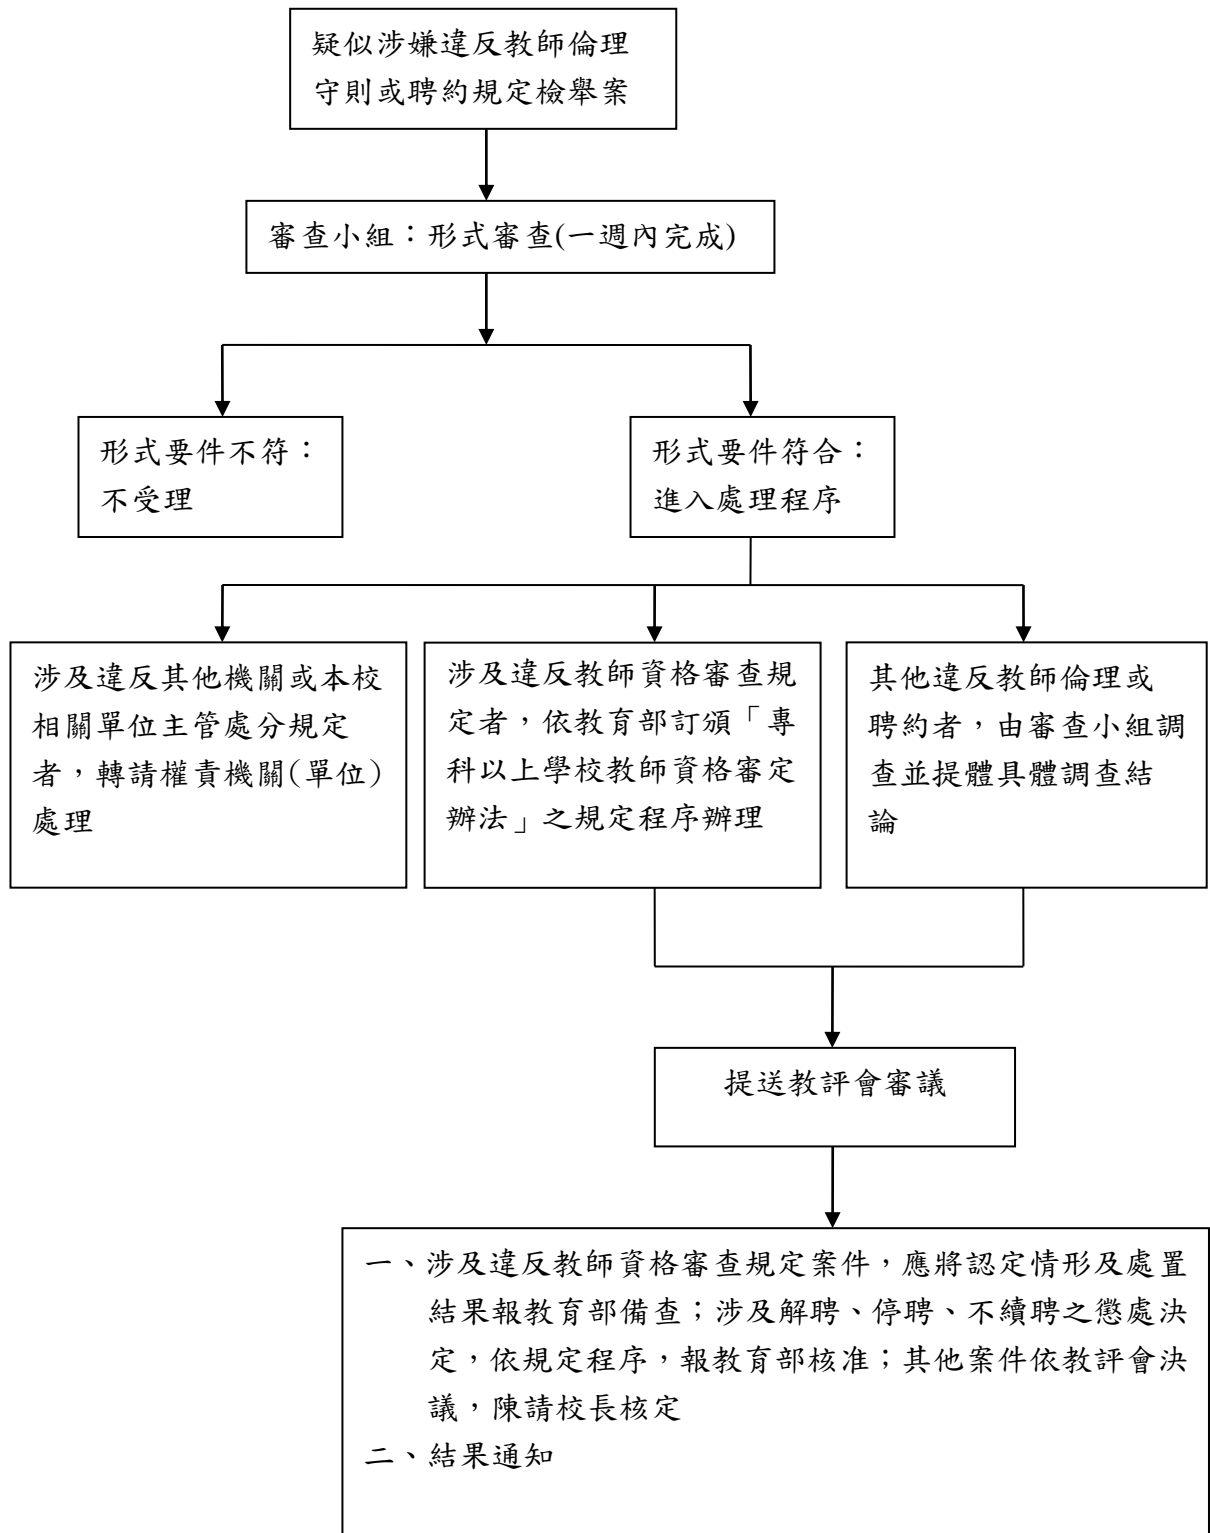 疑似涉嫌違反教師倫理
守則或聘約規定檢舉案
審查小組：形式審查(一週內完成)
形式要件不符：
不受理
形式要件符合：
進入處理程序
涉及違反其他機關或本校
相關單位主管處分規定
者，轉請權責機關(單位)
處理
涉及違反教師資格審查規
定者，依教育部訂頒「專
科以上學校教師資格審定
辦法」之規定程序辦理
其他違反教師倫理或
聘約者，由審查小組調
查並提體具體調查結
論
提送教評會審議
一、涉及違反教師資格審查規定案件，應將認定情形及處置
結果報教育部備查；涉及解聘、停聘、不續聘之懲處決
定，依規定程序，報教育部核准；其他案件依教評會決
議，陳請校長核定
二、結果通知